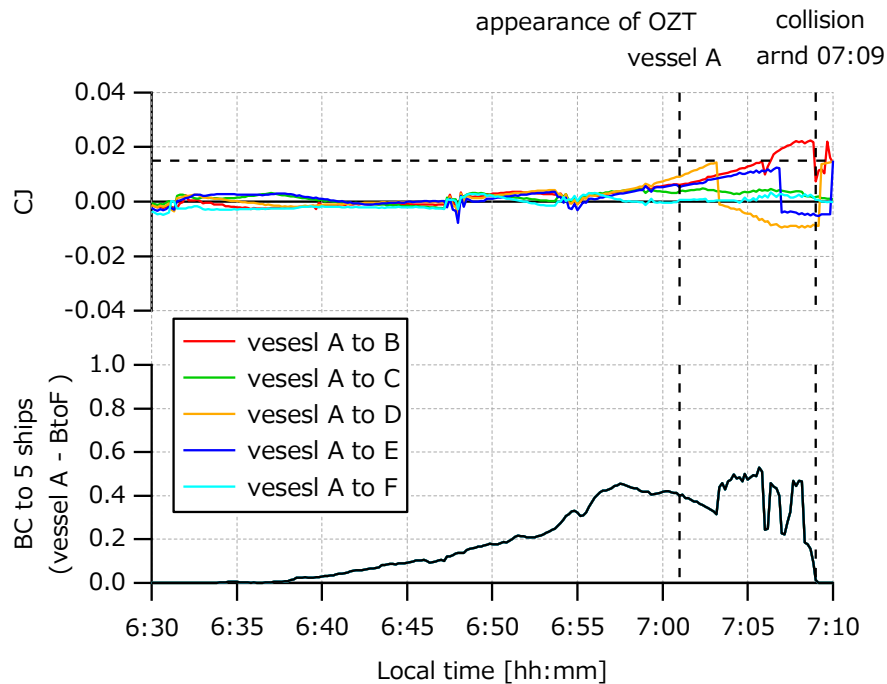 appearance of OZT
vessel A
collision
arnd 07:09
0.04
0.02
0.00
-0.02
-0.04
CJ
vesesl A to B
vesesl A to C
vesesl A to D
vesesl A to E
vesesl A to F
1.0
0.8
0.6
0.4
0.2
0.0
BC to 5 ships
(vessel A - BtoF )
6:30
6:35
6:40
6:45
6:50
6:55
7:00
7:05
7:10
Local time [hh:mm]